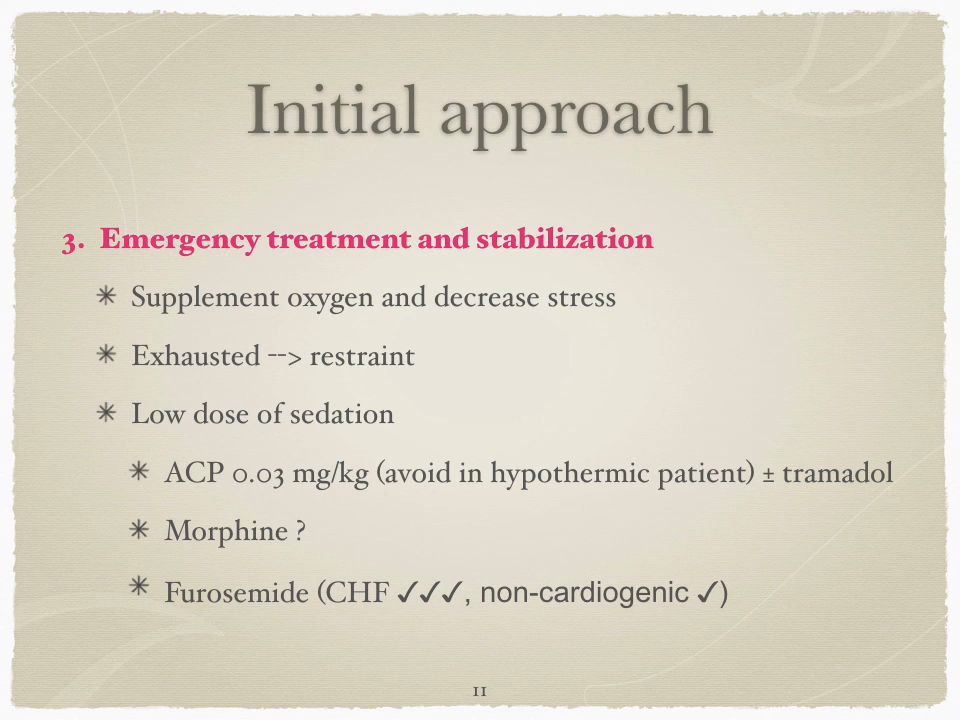 Initial approach
3. Emergency treatment and stabilization
✴ Supplement oxygen and decrease stress
✴ Exhausted --> restraint
✴ Low dose of sedation
✴ ACP 0.03 mg/kg (avoid in hypothermic patient) ± tramadol
✴ Morphine ?
✴ Furosemide (CHF ✓✓✓, non-cardiogenic ✓)
11